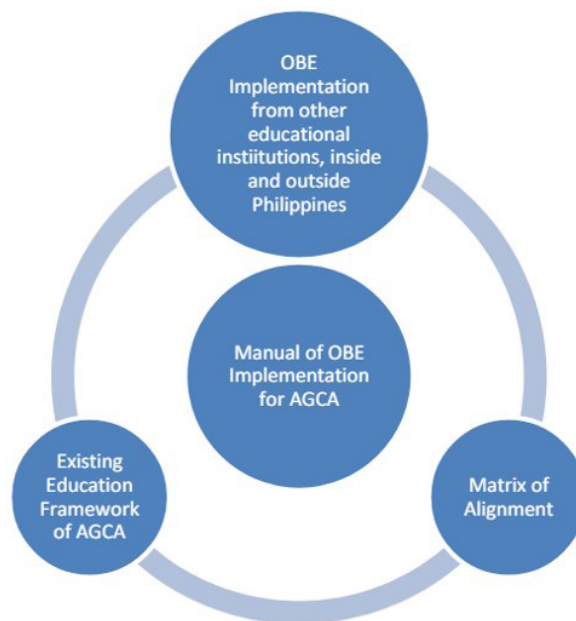 OBE
Implementation
from other
educational
instiitutions, inside
and outside
Philippines
Manual of OBE
Implementation
for AGCA
Existing
Education
Framework
of AGCA
Matrix of
Alignment